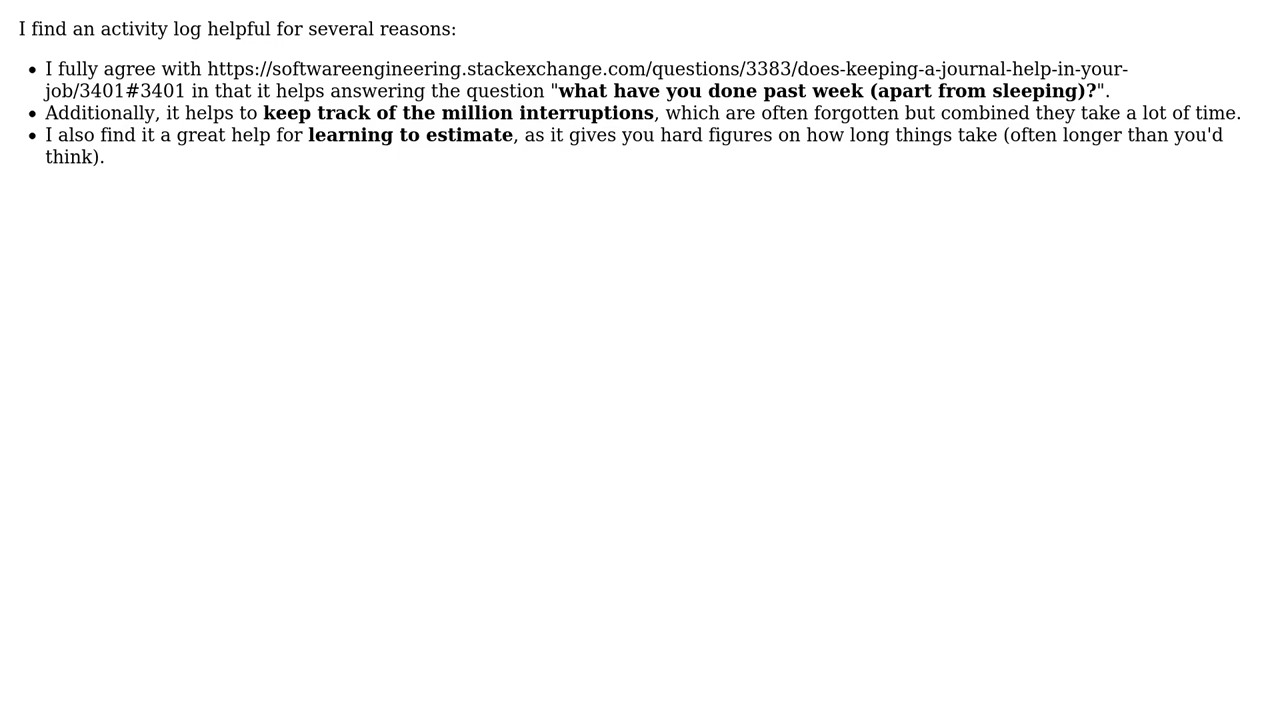 I find an activity log helpful for several reasons:
• I fully agree with https://softwareengineering.stackexchange.com/questions/3383/does-keeping-a-journal-help-in-your-
job/3401#3401 in that it helps answering the question "what have you done past week (apart from sleeping)?".
• Additionally, it helps to keep track of the million interruptions, which are often forgotten but combined they take a lot of time.
• I also find it a great help for learning to estimate, as it gives you hard figures on how long things take (often longer than you'd
think).